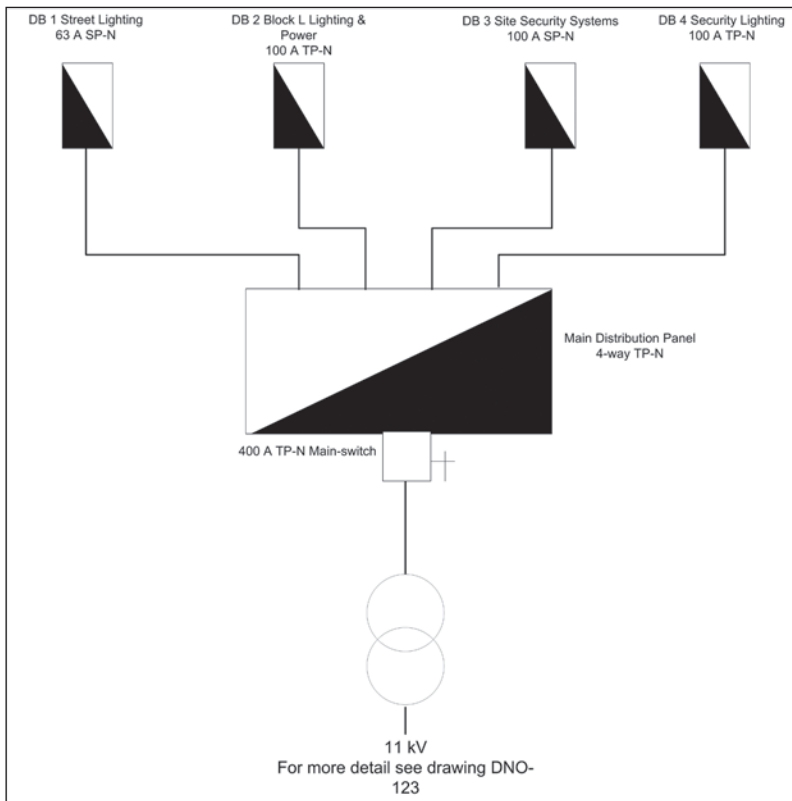 DB 1 Street Lighting
63 A SP-N
DB 2 Block L Lighting &
Power
100 A TP-N
DB 3 Site Security Systems
100 A SP-N
DB 4 Security Lighting
100 A TP-N
Main Distribution Panel
4-way TP-N
400 A TP-N Main-switch
11 kV
For more detail see drawing DNO-
123